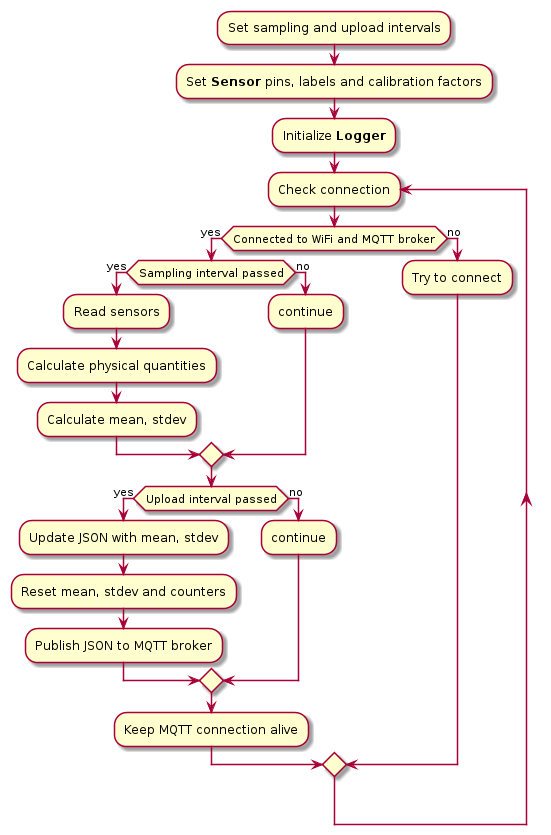 Set sampling and upload intervals
Set Sensor pins, labels and calibration factors
Initialize Logger
Check connection
yes
Connected to WiFi and MQTT broker
no
yes
Sampling interval passed
no
Try to connect
Read sensors
continue
Calculate physical quantities
Calculate mean, stdev
yes
Upload interval passed
no
Update JSON with mean, stdev
continue
Reset mean, stdev and counters
Publish JSON to MQTT broker
Keep MQTT connection alive